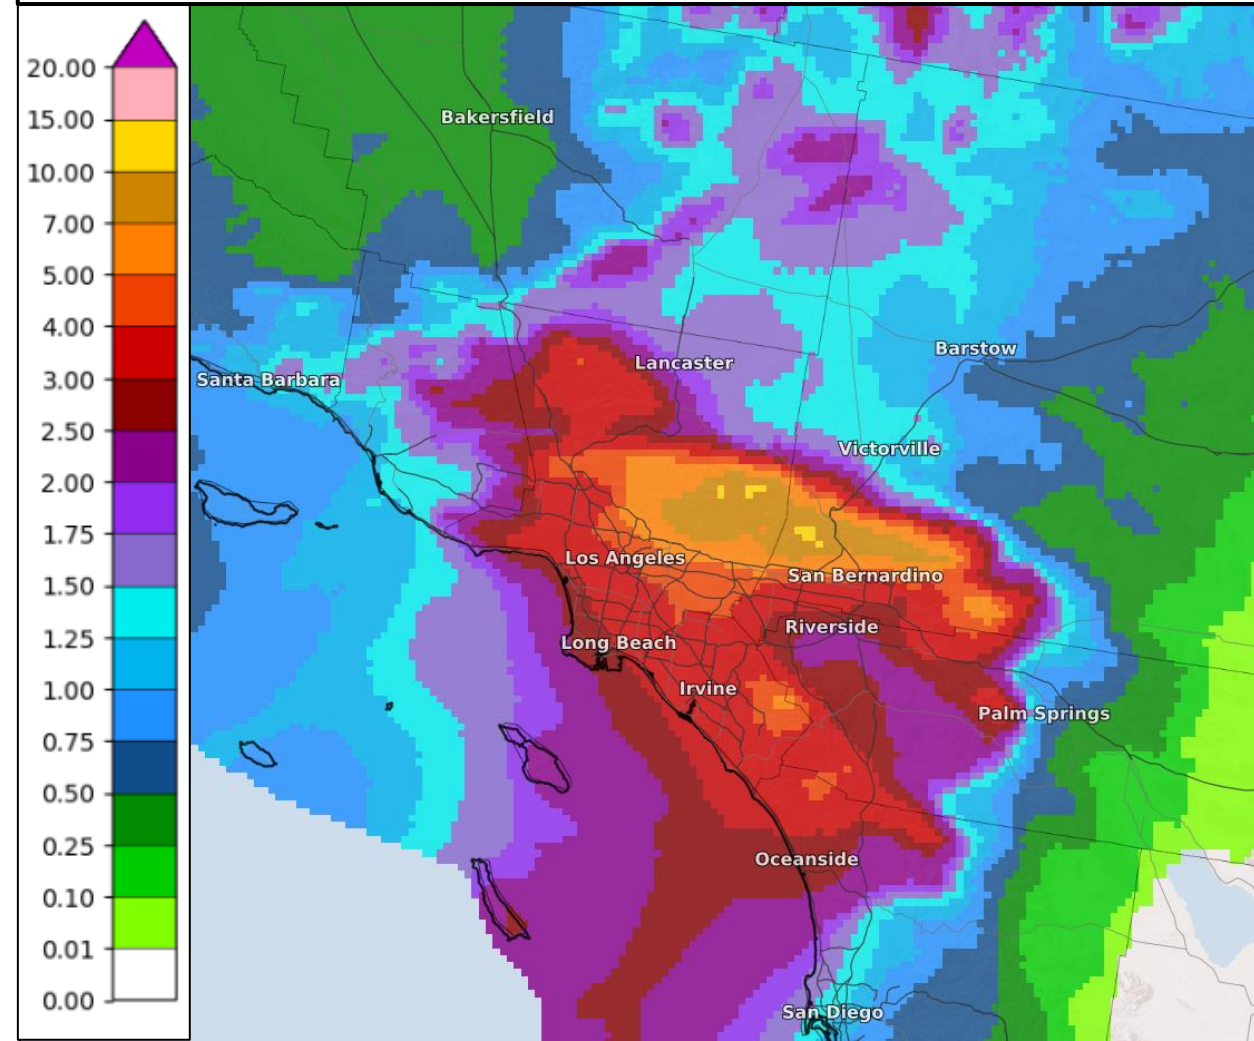 20.00
15.00
10.00
7.00
5.00
4.00
3.00
2.50
2.00
1.75
1.50
1.25
1.00
0.75
0.50
0.25
0.10
0.01
0.00
Bakersfield
Barstow
Lancaster
Santa Barbara
Victorville
Los Angeles
San Bernardino
Riverside
Long Beach
Irvine
Palm Springs
Oceanside
San Diego